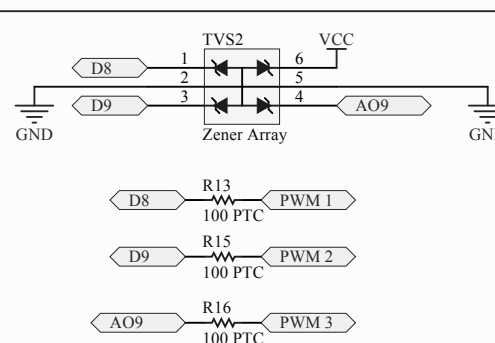 TVS2 VCC
D8 1 6
2 5
D9 3 4 AO9
GND Zener Array GN
R13
D8 PWM 1
100 PTC
R15
D9 PWM 2
100 PTC
R16
AO9 PWM 3
100 PTC